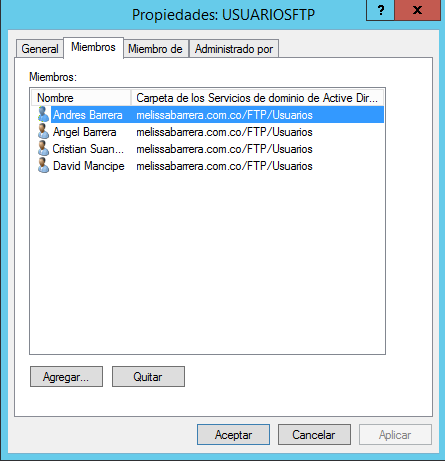 Propiedades: USUARIOSFTP
? x
General Miembros Miembro de Administrado por
Miembros:
Nombre Carpeta de los Servicios de dominio de Active Dir...
Andres Barrera melissabarrera.com.co/FTP/Usuarios
Angel Barrera melissabarrera.com.co/FTP/Usuarios
Cristian Suan... melissabarrera.com.co/FTP/Usuarios
David Mancipe melissabarrera.com.co/FTP/Usuarios
Agregar... Quitar
Aceptar Cancelar Aplicar